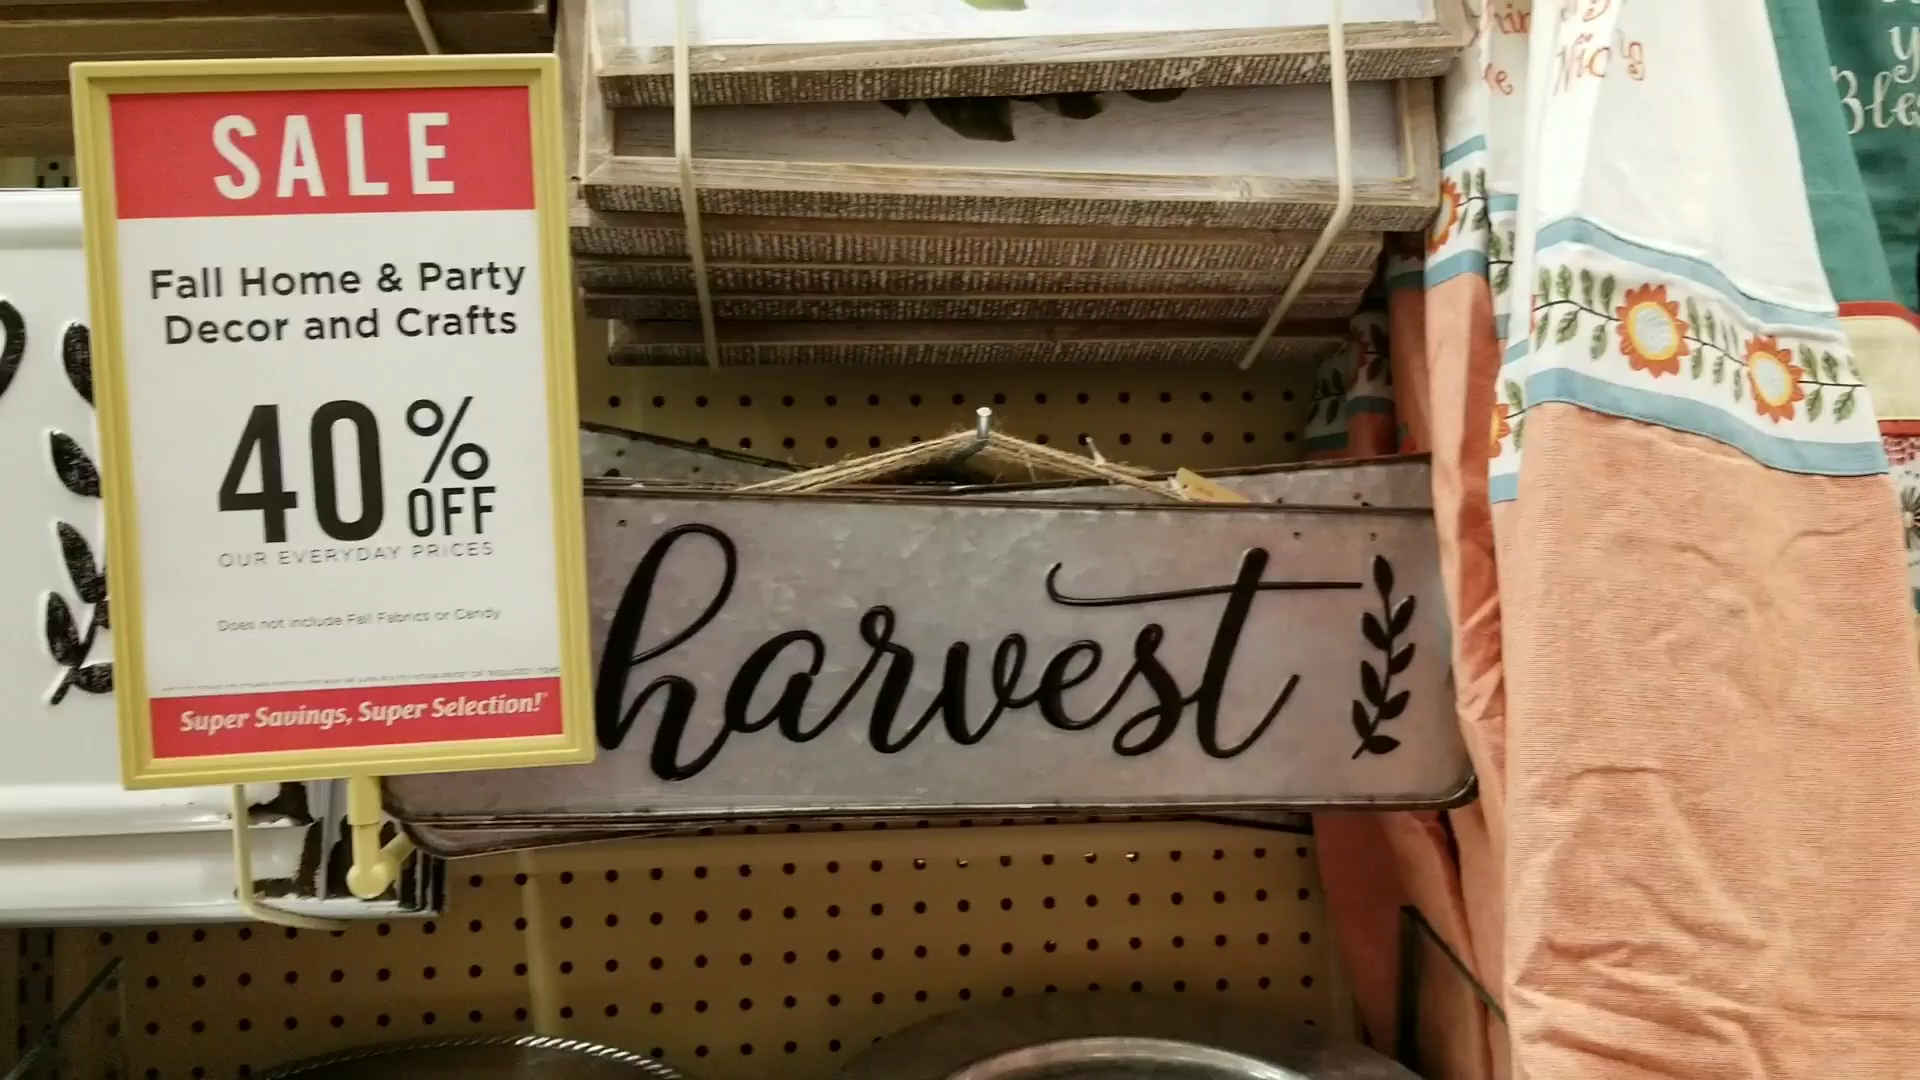 SALE
Fall Home & Party
Decor and Crafts
40%
OFF
OUR EVERYDAY PRICES
Does not include Fall Fabrics or Candy
Super Savings, Super Selection!
harvest